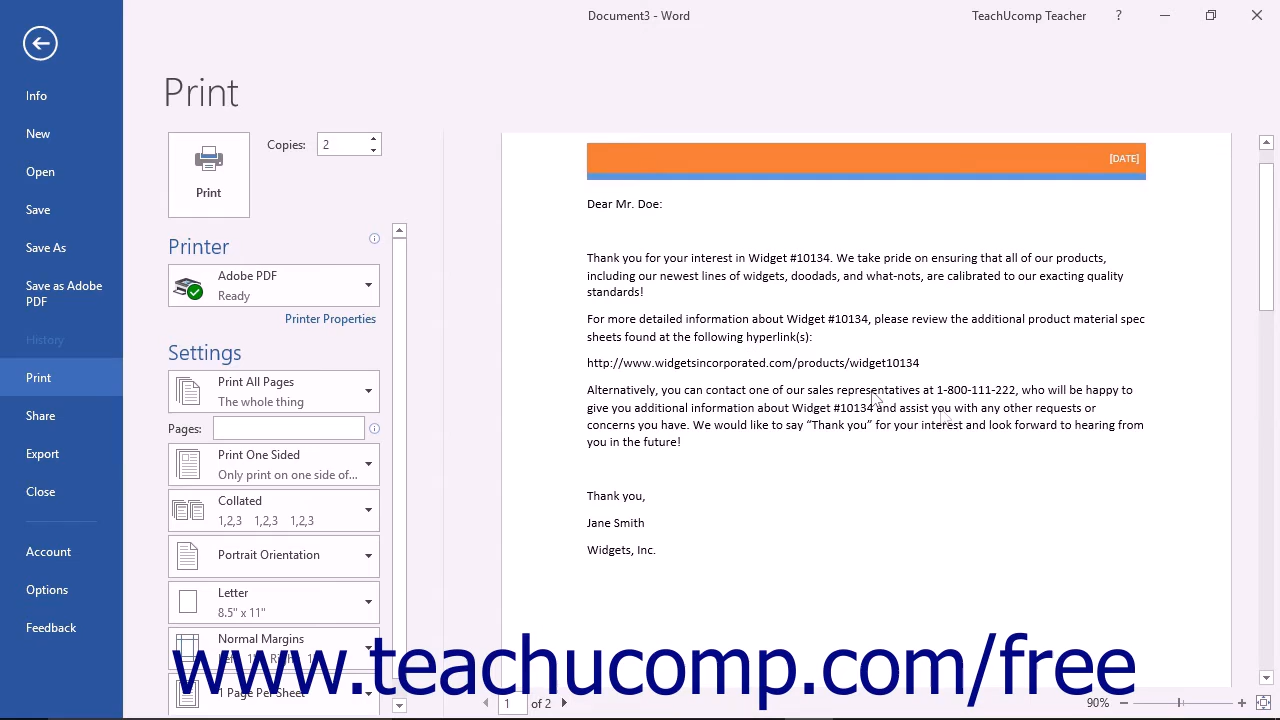 Document3 - Word
TeachUcomp Teacher
?
Info
New
Open
Save
Save As
Save as Adobe
PDF
History
Print
Share
Export
Close
Account
Options
Feedback
Print
Print
Copies: 2
Printer
Adobe PDF
Ready
Printer Properties
Settings
Print All Pages
The whole thing
Pages:
Print One Sided
Only print on one side of...
Collated
1,2,3 1,2,3 1,2,3
Portrait Orientation
Letter
8.5" x 11"
Normal Margins
1 Page Per Sheet
[DATE]
Dear Mr. Doe:
Thank you for your interest in Widget #10134. We take pride on ensuring that all of our products,
including our newest lines of widgets, doodads, and what-nots, are calibrated to our exacting quality
standards!
For more detailed information about Widget #10134, please review the additional product material spec
sheets found at the following hyperlink(s):
http://www.widgetsincorporated.com/products/widget10134
Alternatively, you can contact one of our sales representatives at 1-800-111-222, who will be happy to
give you additional information about Widget #10134 and assist you with any other requests or
concerns you have. We would like to say “Thank you” for your interest and look forward to hearing from
you in the future!
Thank you,
Jane Smith
Widgets, Inc.
www.teachucomp.com/free
1 of 2
90%